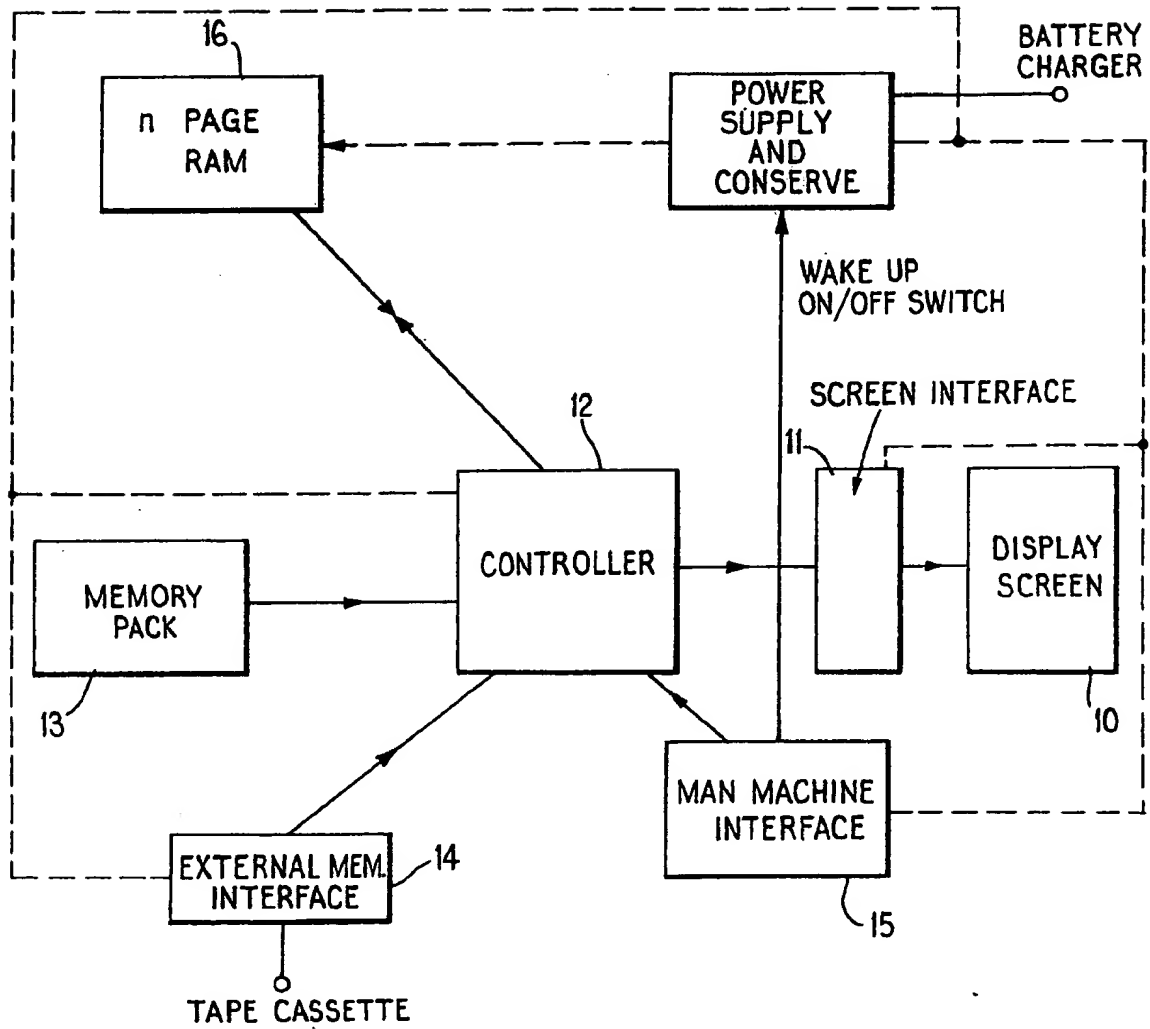 16
n PAGE
RAM
POWER
SUPPLY
AND
CONSERVE
BATTERY
CHARGER
WAKE UP
ON/OFF SWITCH
SCREEN INTERFACE
12
11
CONTROLLER
DISPLAY
SCREEN
10
MEMORY
PACK
13
MAN MACHINE
INTERFACE
15
EXTERNAL MEM.
INTERFACE
14
TAPE CASSETTE